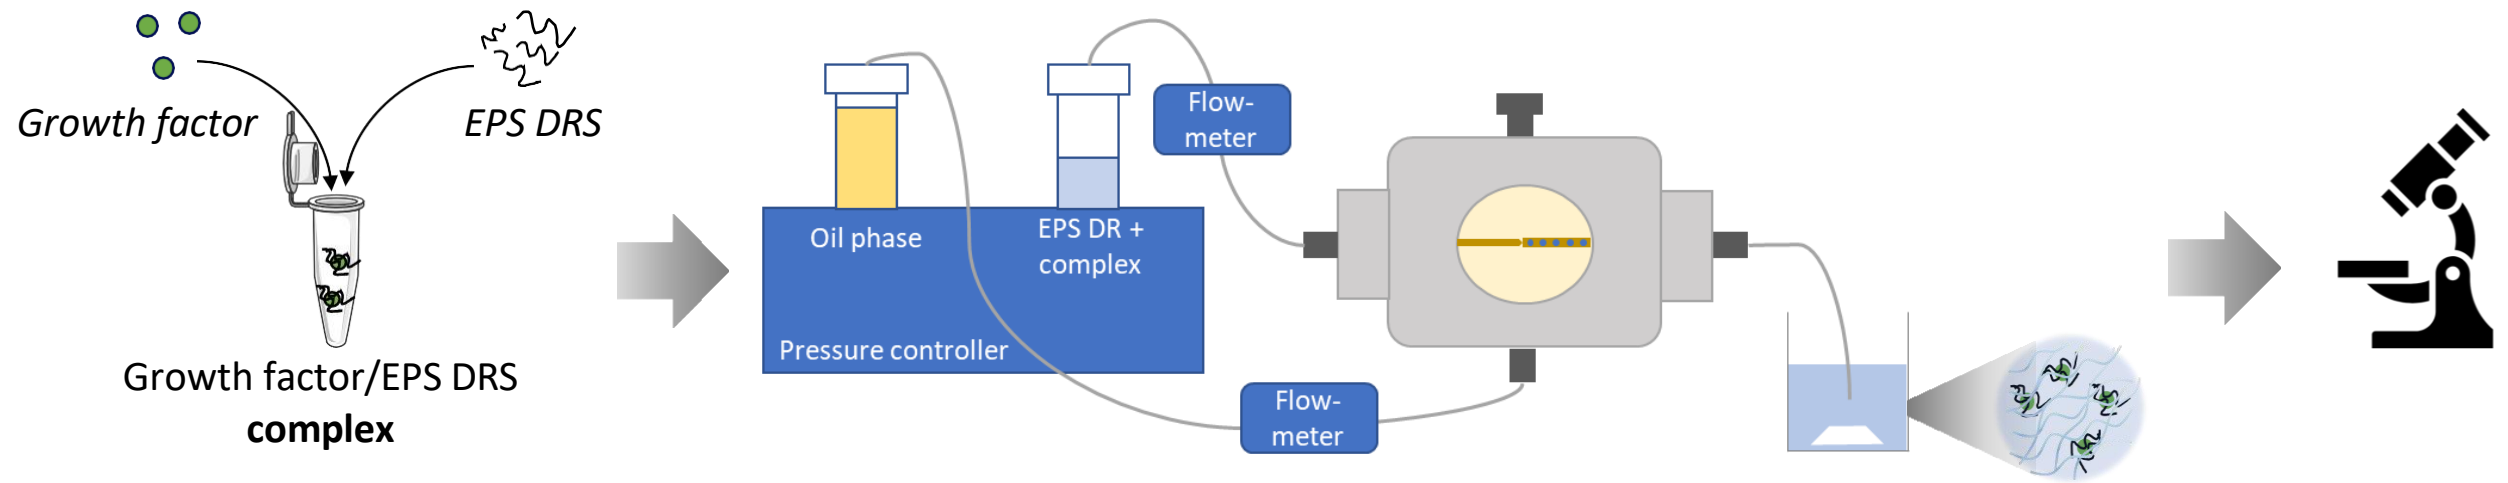 Growth factor
EPS DRS
Growth factor/EPS DRS
complex
Oil phase
EPS DR +
complex
Pressure controller
Flow-
meter
Flow-
meter